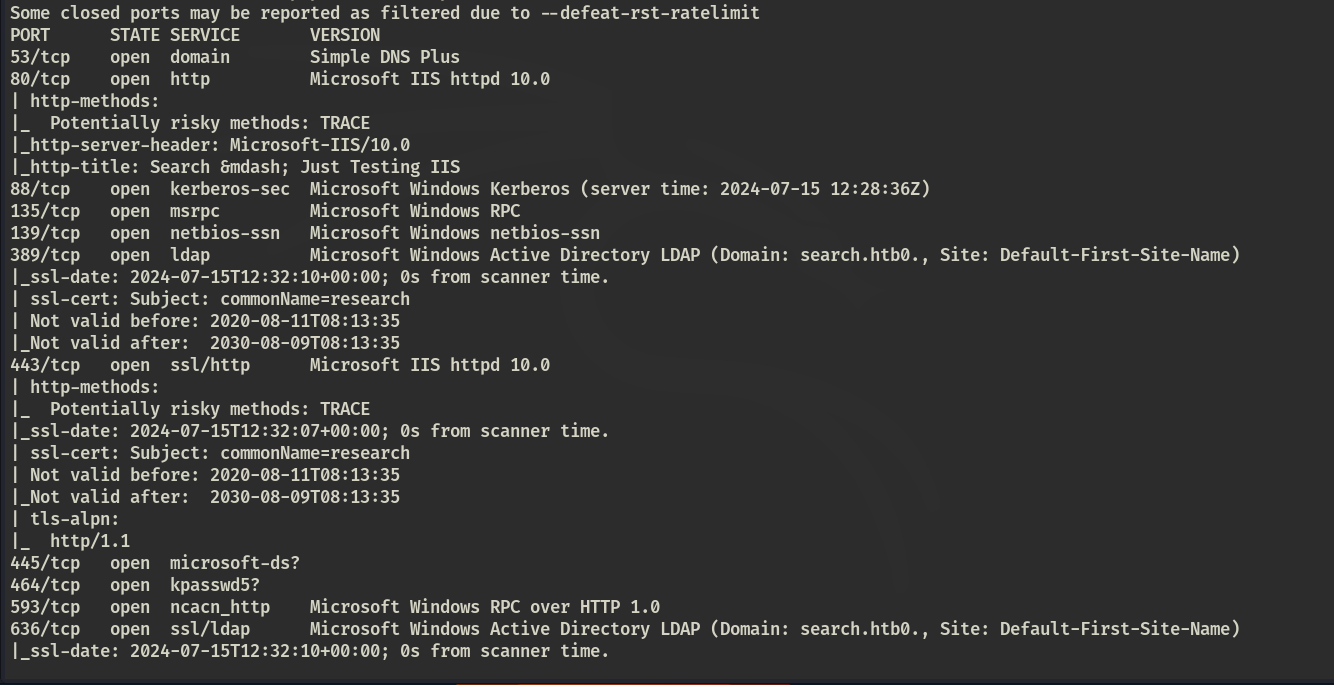 Some closed ports may be reported as filtered due to --defeat-rst-ratelimit
PORT      STATE SERVICE       VERSION
53/tcp    open  domain        Simple DNS Plus
80/tcp    open  http          Microsoft IIS httpd 10.0
| http-methods:
|_  Potentially risky methods: TRACE
|_http-server-header: Microsoft-IIS/10.0
|_http-title: Search &mdash; Just Testing IIS
88/tcp    open  kerberos-sec  Microsoft Windows Kerberos (server time: 2024-07-15 12:28:36Z)
135/tcp   open  msrpc         Microsoft Windows RPC
139/tcp   open  netbios-ssn   Microsoft Windows netbios-ssn
389/tcp   open  ldap          Microsoft Windows Active Directory LDAP (Domain: search.htb0., Site: Default-First-Site-Name)
|_ssl-date: 2024-07-15T12:32:10+00:00; 0s from scanner time.
| ssl-cert: Subject: commonName=research
| Not valid before: 2020-08-11T08:13:35
|_Not valid after:  2030-08-09T08:13:35
443/tcp   open  ssl/http      Microsoft IIS httpd 10.0
| http-methods:
|_  Potentially risky methods: TRACE
|_ssl-date: 2024-07-15T12:32:07+00:00; 0s from scanner time.
| ssl-cert: Subject: commonName=research
| Not valid before: 2020-08-11T08:13:35
|_Not valid after:  2030-08-09T08:13:35
| tls-alpn:
|_  http/1.1
445/tcp   open  microsoft-ds?
464/tcp   open  kpasswd5?
593/tcp   open  ncacn_http    Microsoft Windows RPC over HTTP 1.0
636/tcp   open  ssl/ldap      Microsoft Windows Active Directory LDAP (Domain: search.htb0., Site: Default-First-Site-Name)
|_ssl-date: 2024-07-15T12:32:10+00:00; 0s from scanner time.